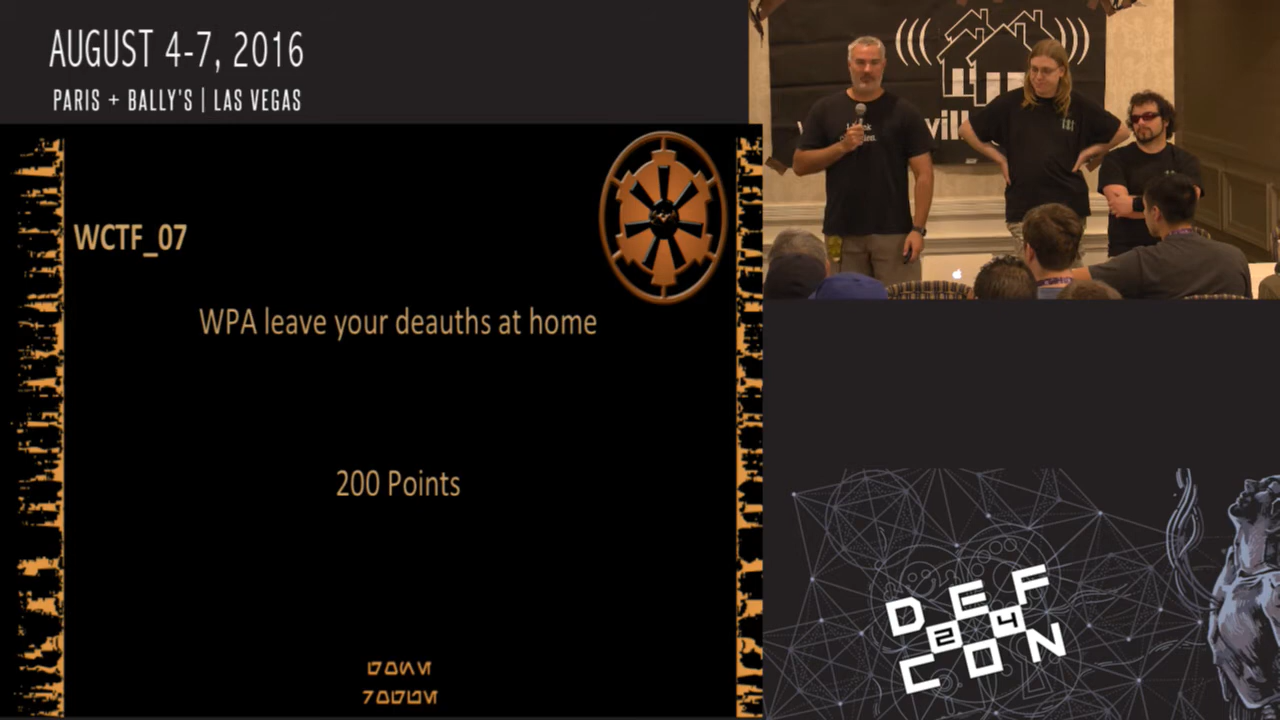 AUGUST 4-7, 2016
PARIS + BALLY'S | LAS VEGAS
WCTF_07
WPA leave your deauths at home
200 Points
DEF
24
CON